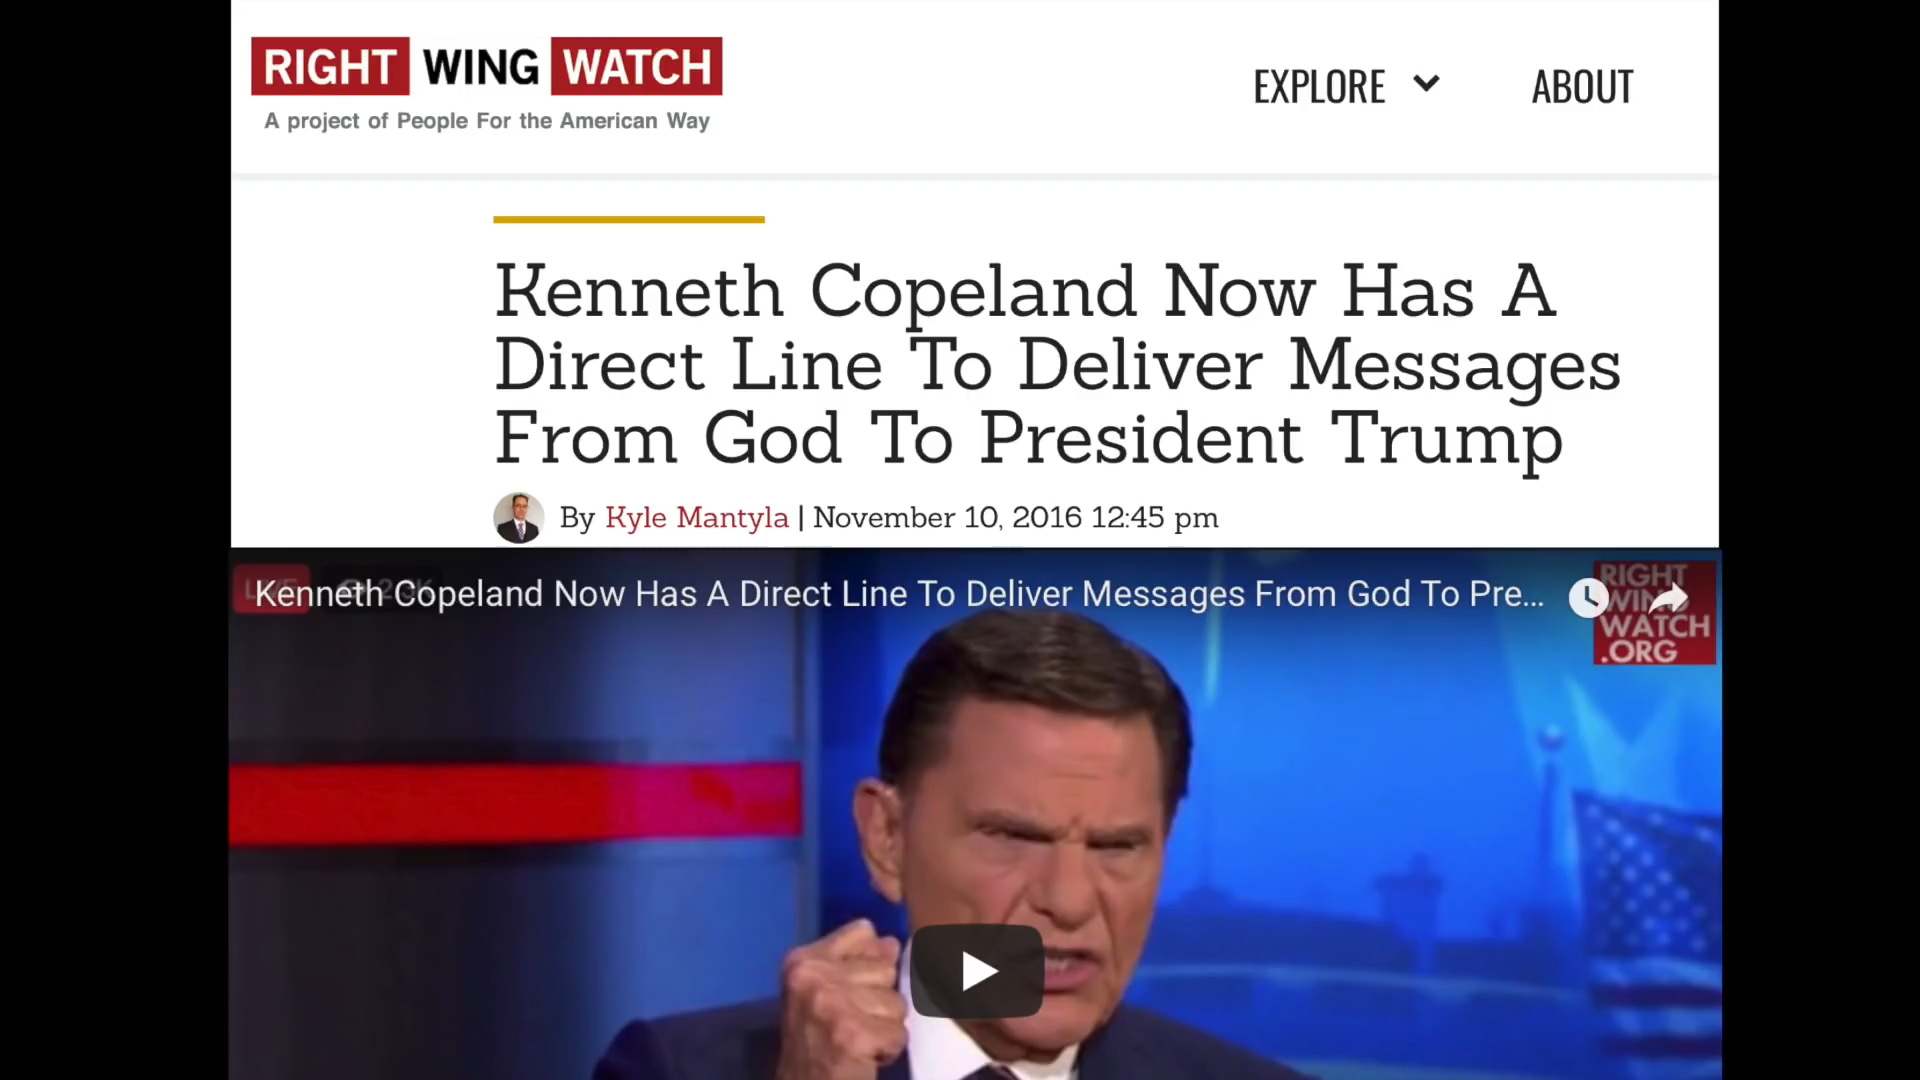 RIGHT WING WATCH
A project of People For the American Way
EXPLORE
ABOUT
Kenneth Copeland Now Has A
Direct Line To Deliver Messages
From God To President Trump
By Kyle Mantyla | November 10, 2016 12:45 pm
Kenneth Copeland Now Has A Direct Line To Deliver Messages From God To Pre...
RIGHT
WING
WATCH
.ORG